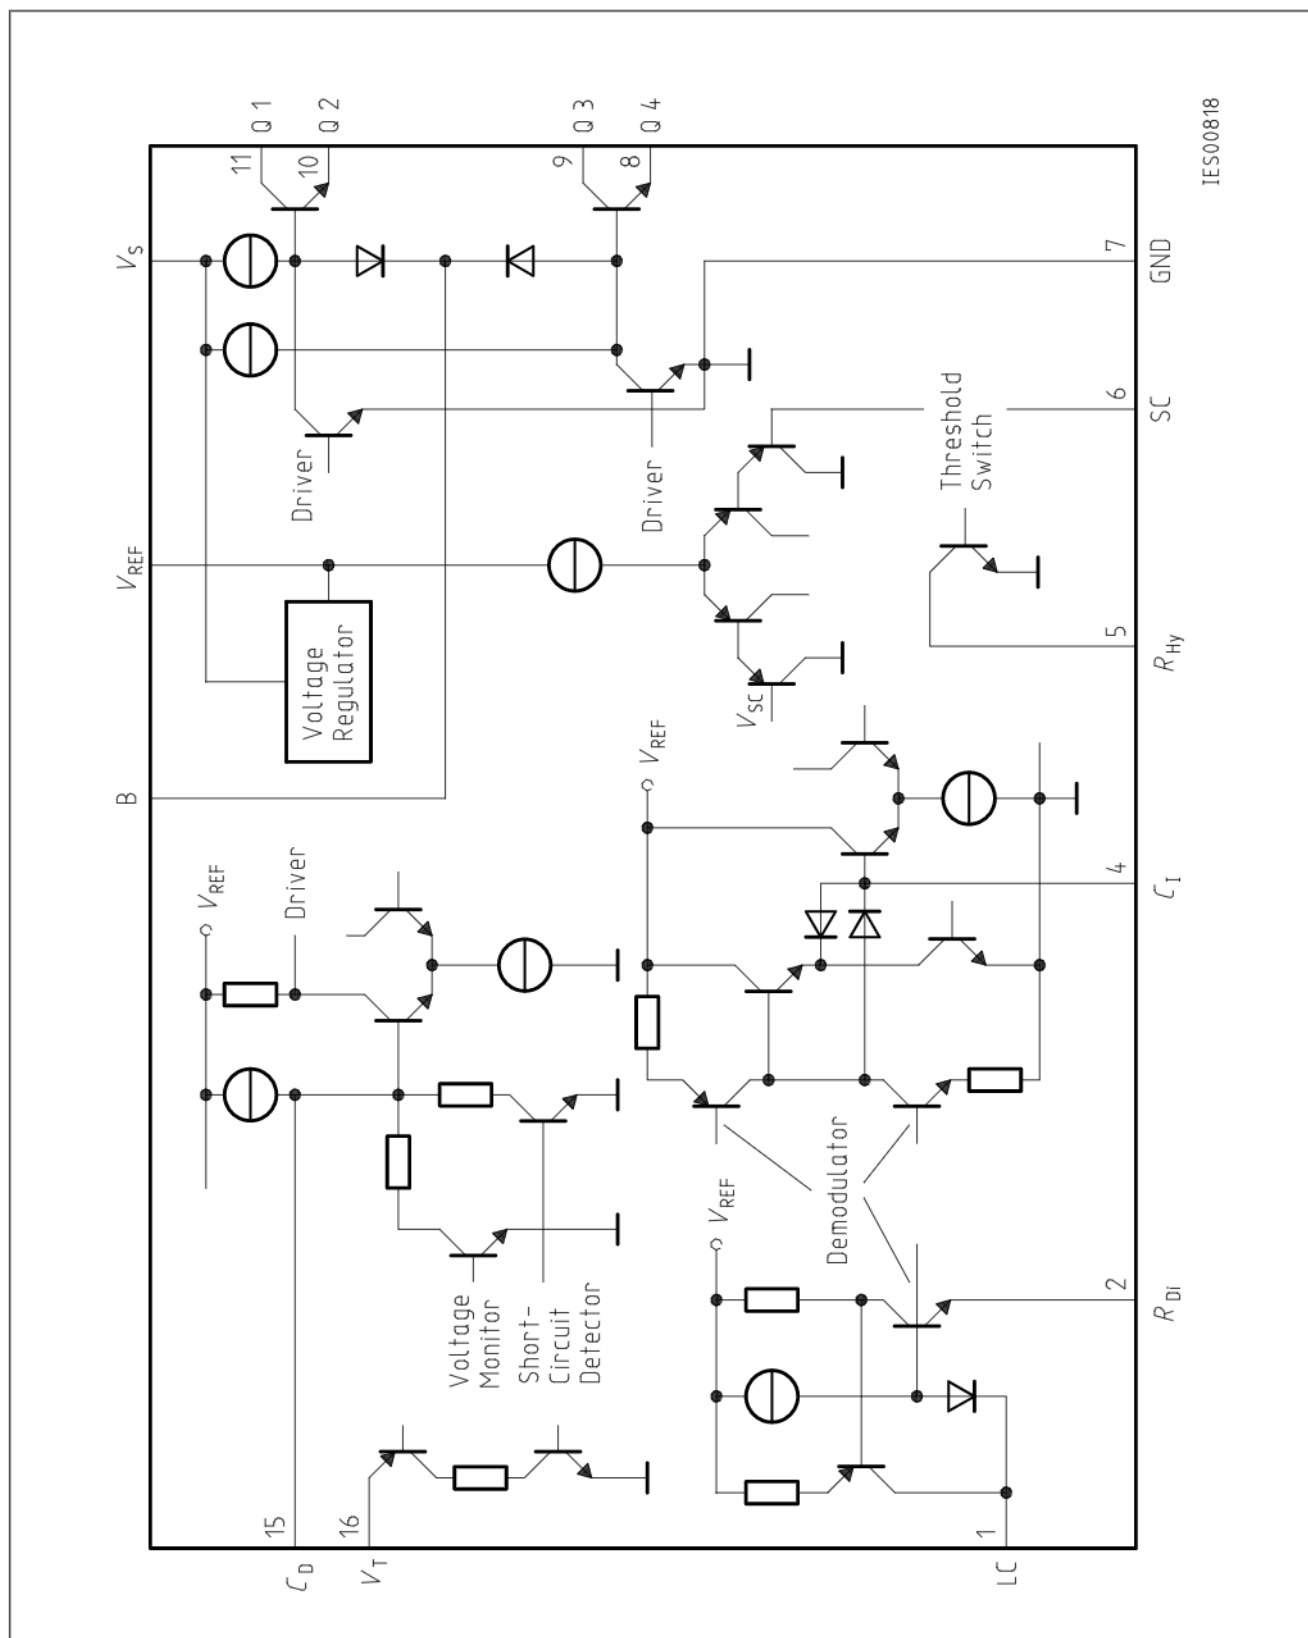 V_S
V_REF
B
11
Q 1
10
Q 2
9
Q 3
8
Q 4
IES00818
7
GND
6
SC
5
R_Hy
4
C_I
2
R_Di
1
LC
15
C_D
16
V_T
Driver
Driver
Voltage
Regulator
V_SC
Threshold
Switch
V_REF
Driver
V_REF
Voltage
Monitor
Short-
Circuit
Detector
Demodulator
V_REF